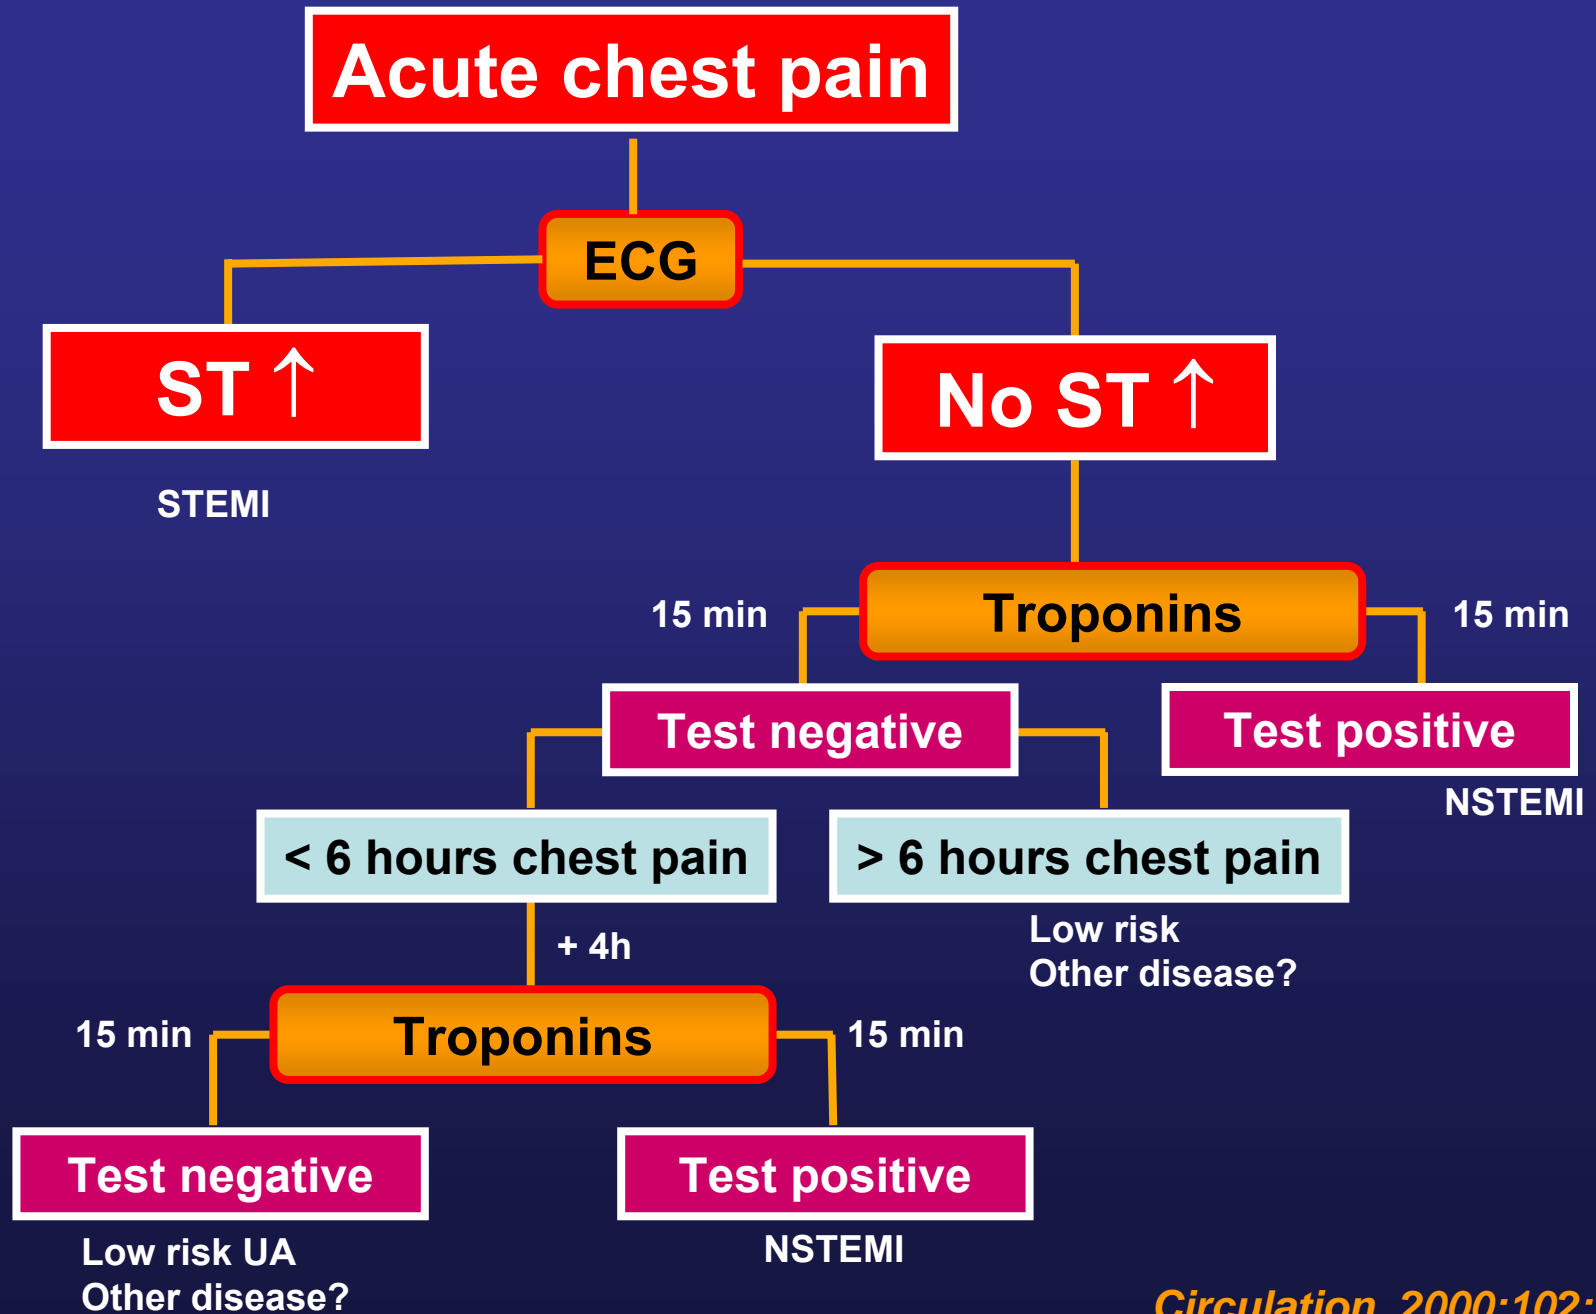 Acute chest pain
ECG
ST ↑
No ST ↑
STEMI
15 min
Troponins
15 min
Test negative
Test positive
NSTEMI
< 6 hours chest pain
> 6 hours chest pain
+ 4h
Low risk
Other disease?
15 min
Troponins
15 min
Test negative
Test positive
Low risk UA
Other disease?
NSTEMI
Circulation 2000:102: